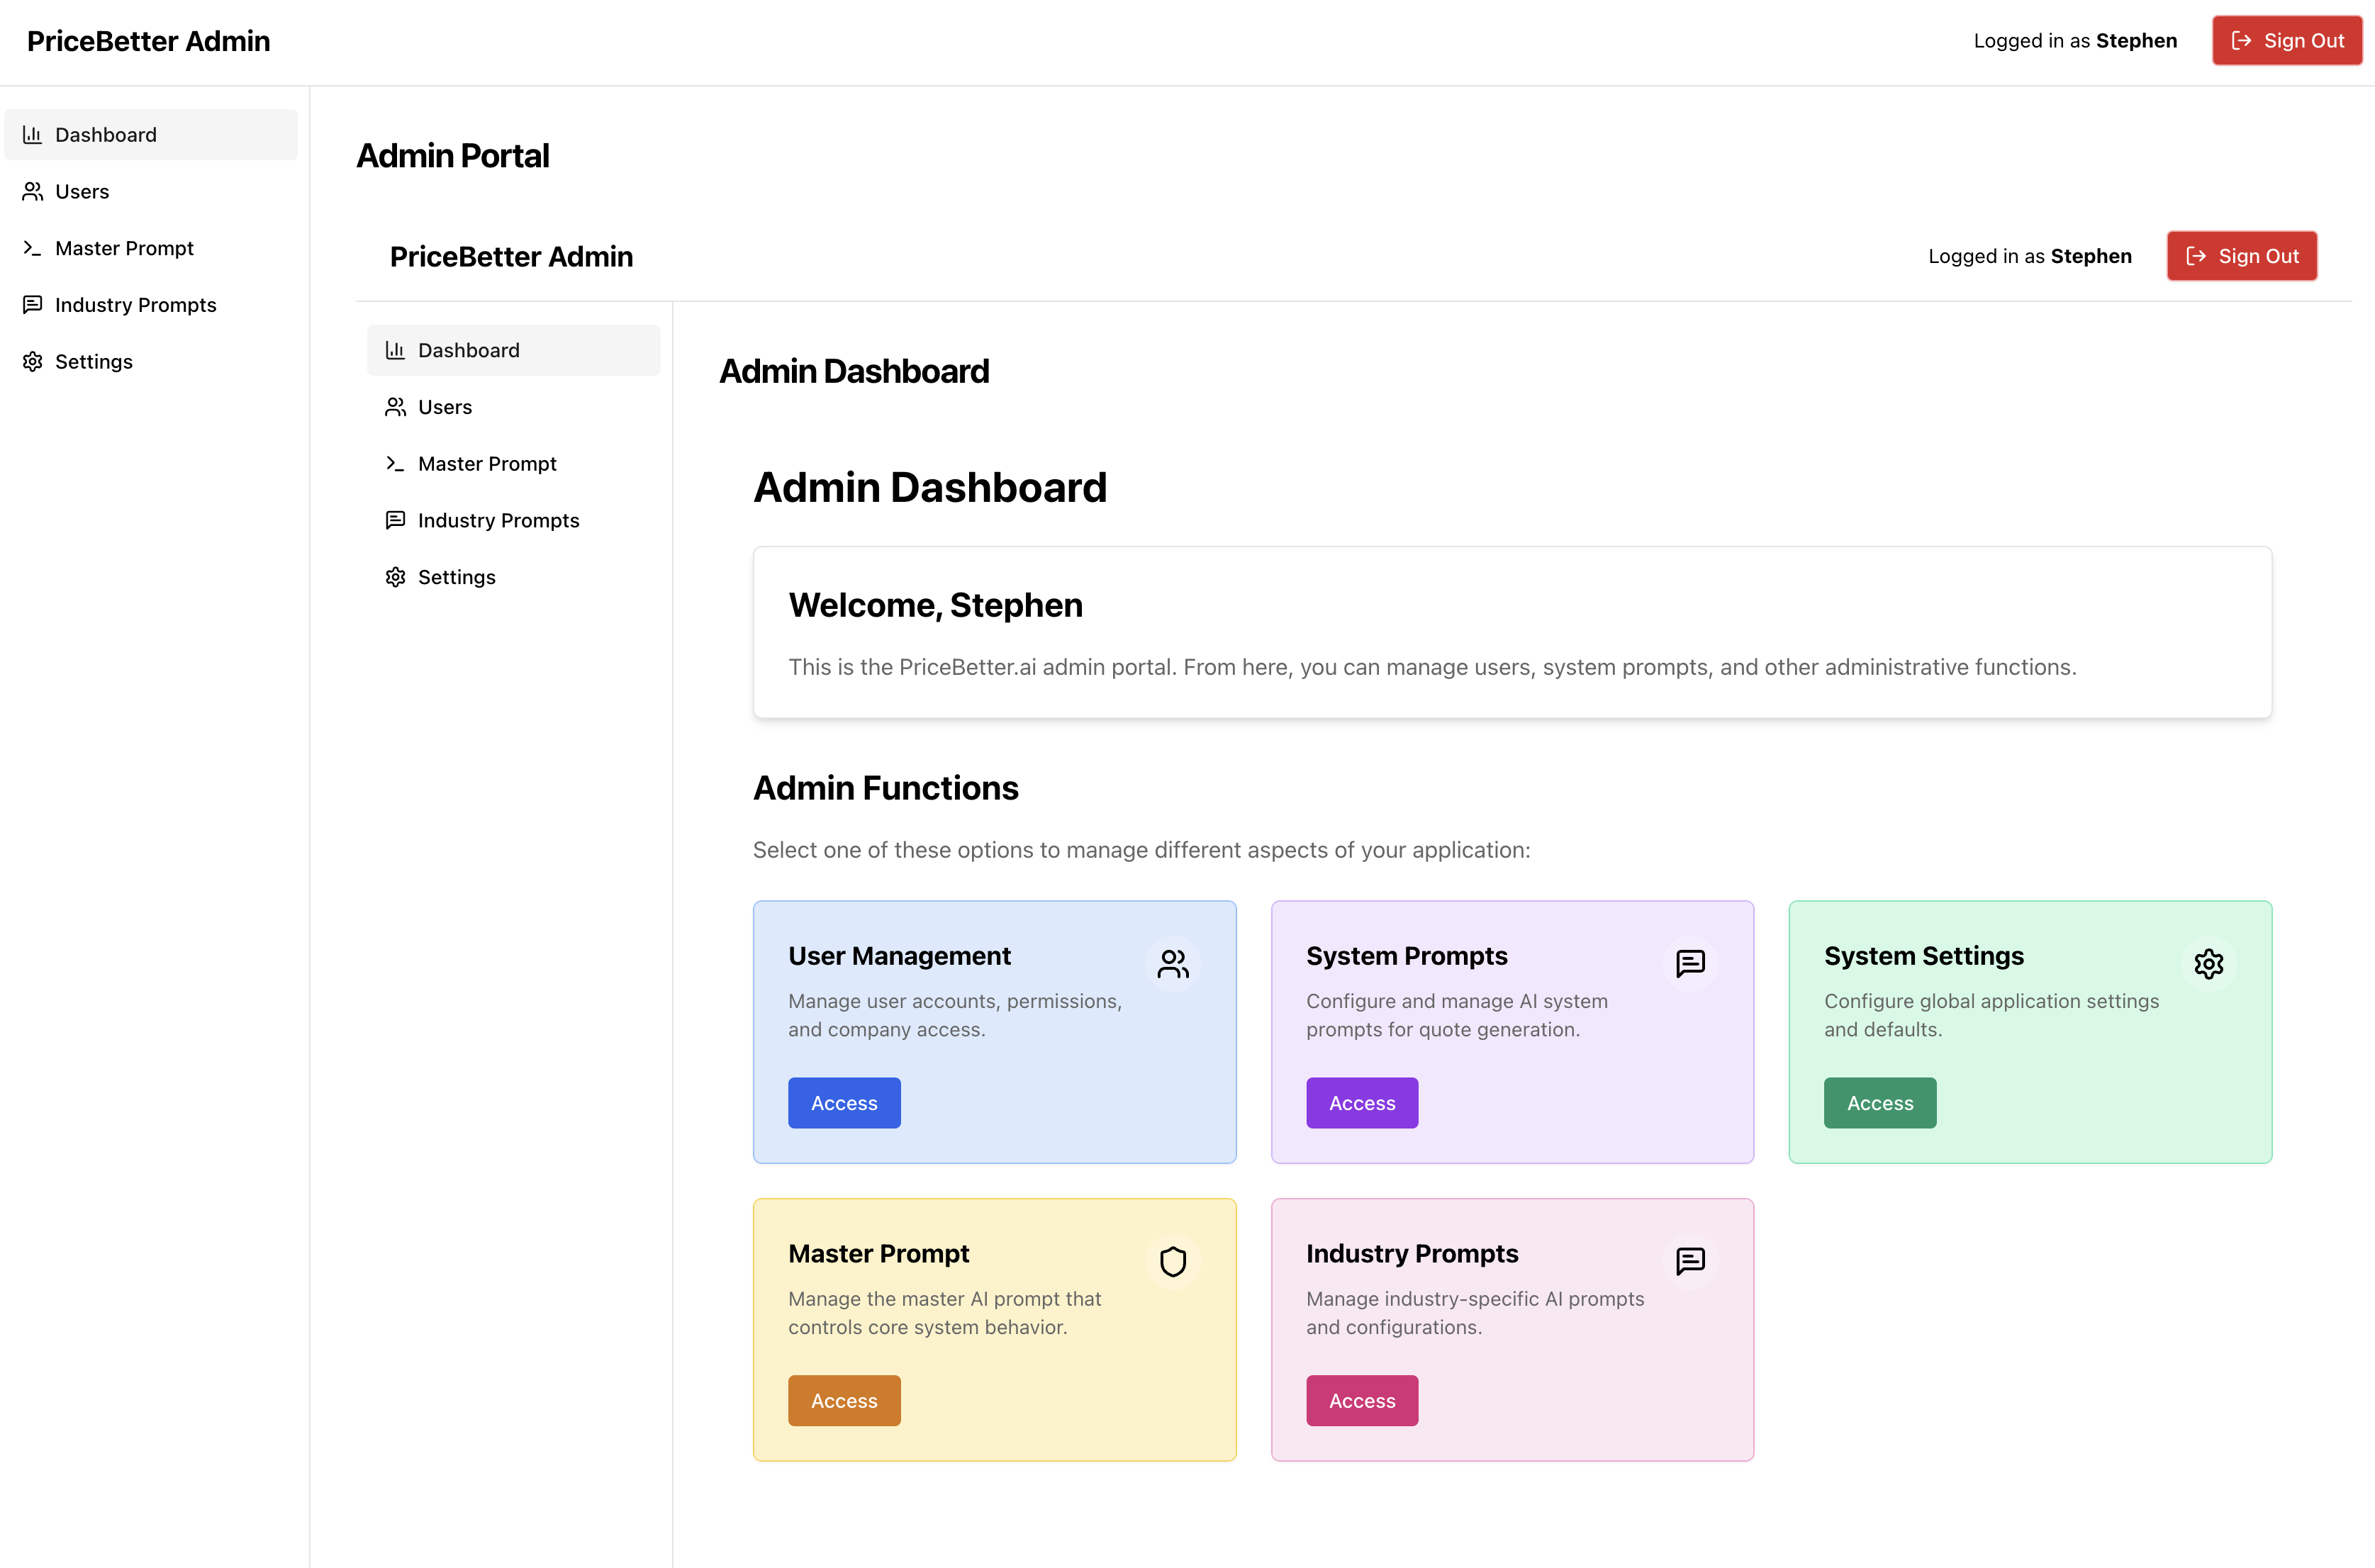 PriceBetter Admin
Logged in as Stephen
Sign Out
Dashboard
Users
Master Prompt
Industry Prompts
Settings
Admin Portal
PriceBetter Admin
Logged in as Stephen
Sign Out
Dashboard
Users
Master Prompt
Industry Prompts
Settings
Admin Dashboard
Admin Dashboard
Welcome, Stephen
This is the PriceBetter.ai admin portal. From here, you can manage users, system prompts, and other administrative functions.
Admin Functions
Select one of these options to manage different aspects of your application:
User Management
Manage user accounts, permissions,
and company access.
Access
System Prompts
Configure and manage AI system
prompts for quote generation.
Access
System Settings
Configure global application settings
and defaults.
Access
Master Prompt
Manage the master AI prompt that
controls core system behavior.
Access
Industry Prompts
Manage industry-specific AI prompts
and configurations.
Access